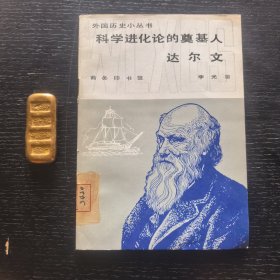 外国历史小丛书
科学进化论的奠基人
达尔文
商务印书馆
李光